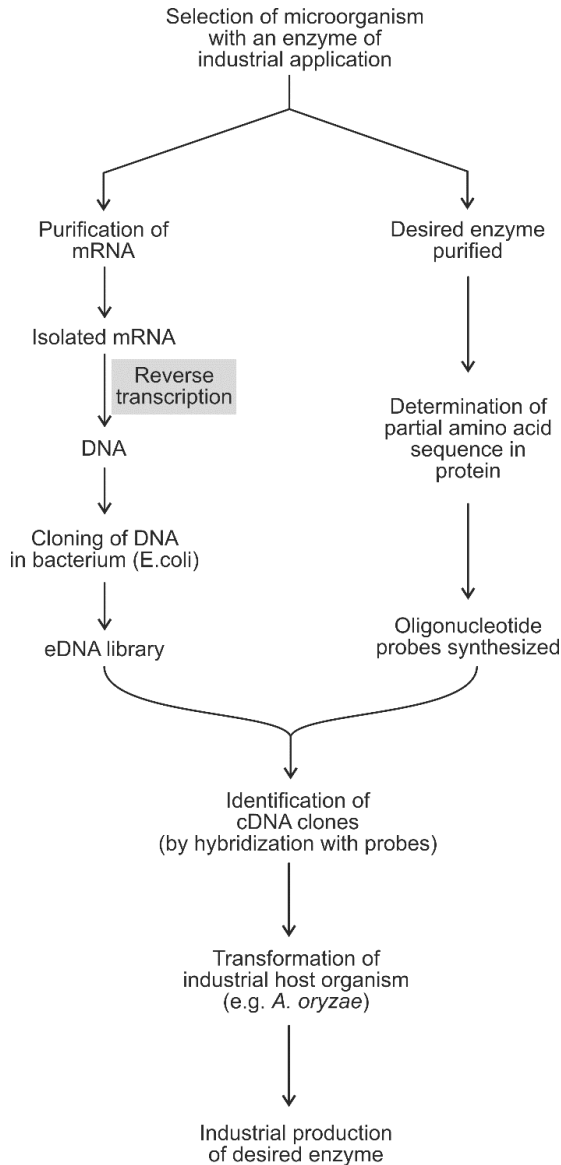 Selection of microorganism
with an enzyme of
industrial application
Purification of
mRNA
Isolated mRNA
Reverse
transcription
DNA
Cloning of DNA
in bacterium (E.coli)
eDNA library
Desired enzyme
purified
Determination of
partial amino acid
sequence in
protein
Oligonucleotide
probes synthesized
Identification of
cDNA clones
(by hybridization with probes)
Transformation of
industrial host organism
(e.g. A. oryzae)
Industrial production
of desired enzyme